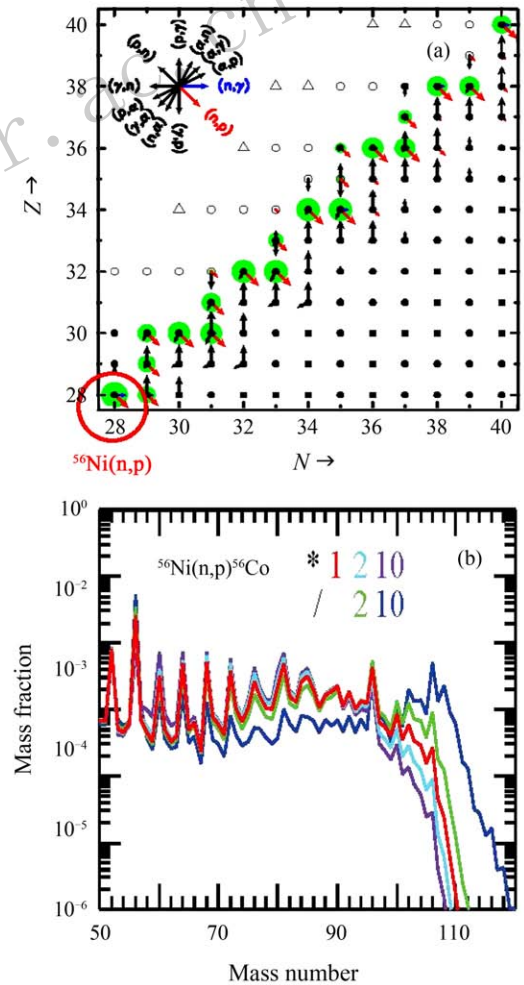 r.ac.cn
(a)
(p,n)
(p,γ)
(α,n)
(α,γ)
(α,p)
(γ,n)
(n,γ)
(n,p)
(γ,p)
40
38
36
34
32
30
28
Z →
28 30 32 34 36 38 40
⁵⁶Ni(n,p)
N →
(b)
⁵⁶Ni(n,p)⁵⁶Co
* 1 2 10
/ 2 10
10⁰
10⁻²
10⁻³
10⁻⁴
10⁻⁵
10⁻⁶
Mass fraction
50 70 90 110
Mass number